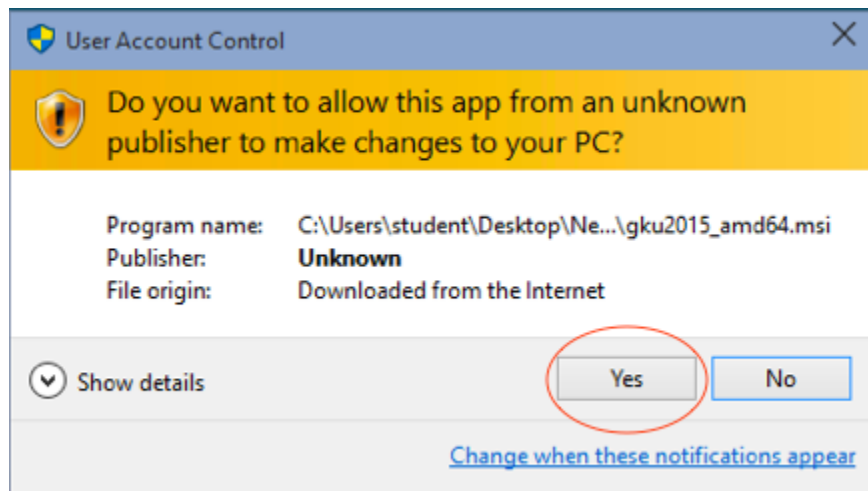 User Account Control
Do you want to allow this app from an unknown
publisher to make changes to your PC?
Program name: C:\Users\student\Desktop\Ne...\gku2015_amd64.msi
Publisher: Unknown
File origin: Downloaded from the Internet
Show details Yes No
Change when these notifications appear